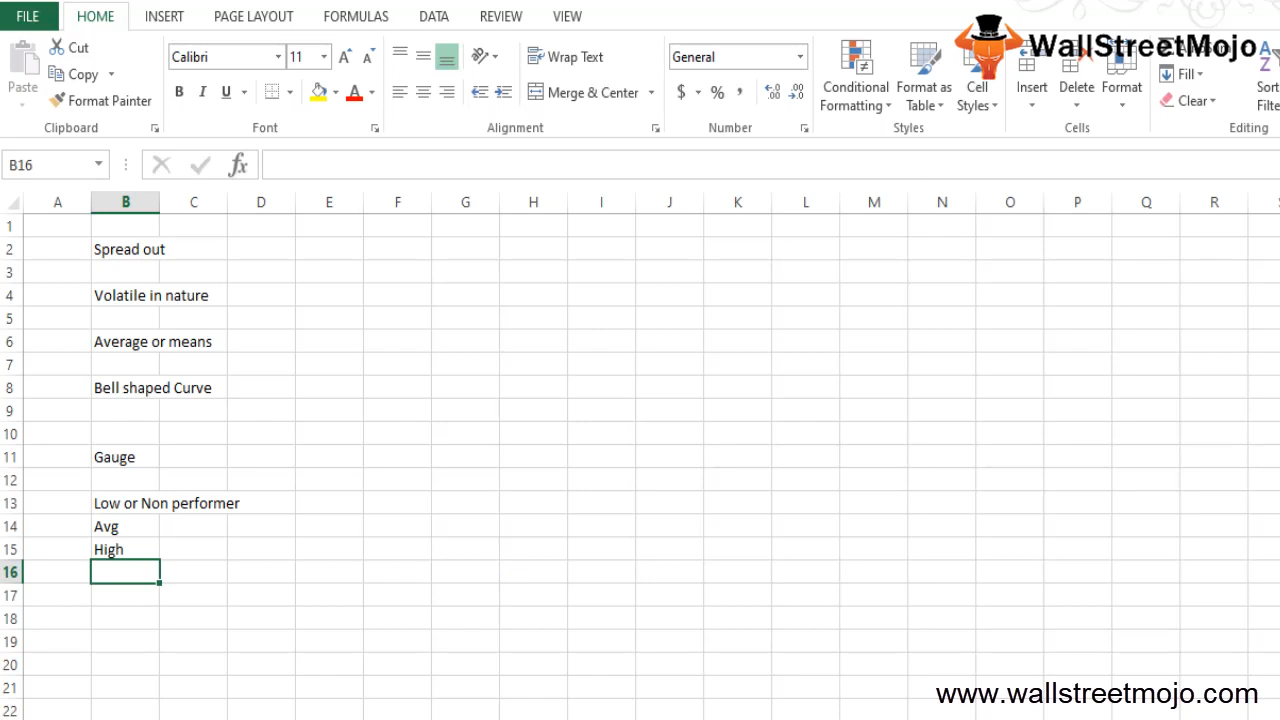 FILE HOME INSERT PAGE LAYOUT FORMULAS DATA REVIEW VIEW
WallStreetMojo
Cut
Copy
Format Painter
Paste
Clipboard
Calibri 11
B I U A
Font
Wrap Text
Merge & Center
Alignment
General
$ % , .00 .00
Number
Conditional Formatting
Format as Table
Cell Styles
Styles
Insert Delete Format
Cells
Fill
Clear
Sort
Filte
Editing
B16 fx
A B C D E F G H I J K L M N O P Q R
1
2 Spread out
3
4 Volatile in nature
5
6 Average or means
7
8 Bell shaped Curve
9
10
11 Gauge
12
13 Low or Non performer
14 Avg
15 High
16
17
18
19
20
21
22
www.wallstreetmojo.com